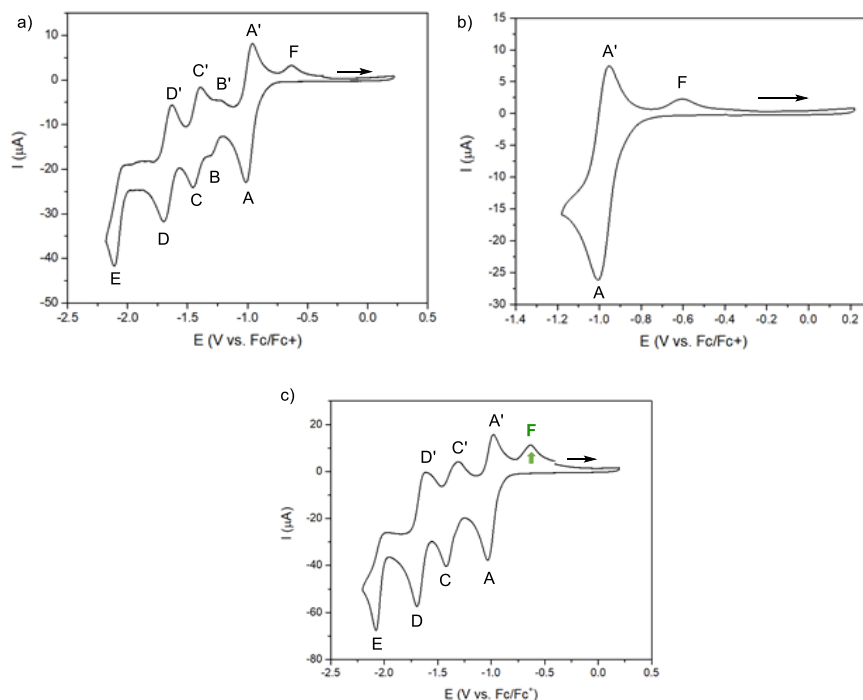 a)
A'
F
C'
B'
D'
B
C
A
D
E
10
0
-10
-20
-30
-40
-50
I (µA)
-2.5 -2.0 -1.5 -1.0 -0.5 0.0 0.5
E (V vs. Fc/Fc+)
b)
A'
F
A
15
10
5
0
-5
-10
-15
-20
-25
-30
I (µA)
-1.4 -1.2 -1.0 -0.8 -0.6 -0.4 -0.2 0.0 0.2
E (V vs. Fc/Fc+)
c)
A'
F
C'
D'
C
A
D
E
20
0
-20
-40
-60
-80
I (µA)
-2.5 -2.0 -1.5 -1.0 -0.5 0.0 0.5
E (V vs. Fc/Fc⁺)